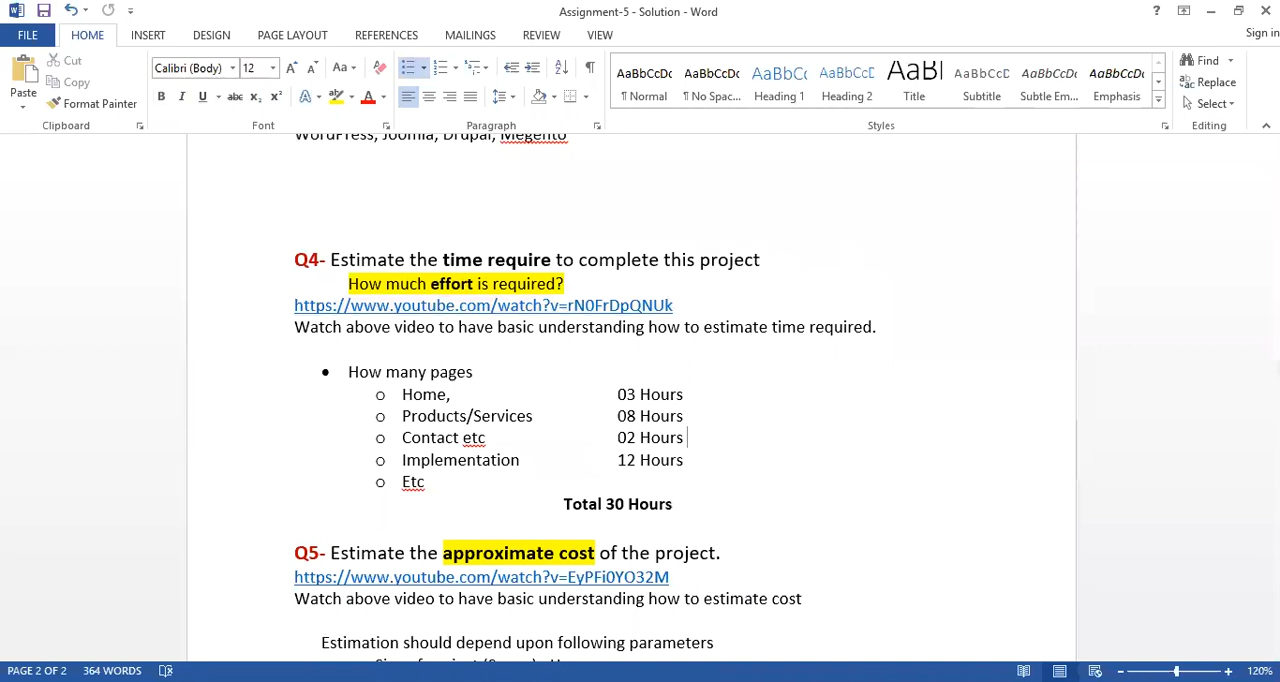 Assignment-5 - Solution - Word
?
FILE HOME INSERT DESIGN PAGE LAYOUT REFERENCES MAILINGS REVIEW VIEW Sign in
Paste Cut Copy Format Painter
Calibri (Body) 12 Aa
B I U abc x₂ x² A A
AaBbCcDc AaBbCcDc AaBbCc AaBbCcD AaBl AaBbCcD AaBbCcDc AaBbCcDc
¶ Normal ¶ No Spac... Heading 1 Heading 2 Title Subtitle Subtle Em... Emphasis
Find
Replace
Select
Clipboard Font Paragraph Styles Editing
WordPress, Joomla, Drupal, Megento
Q4- Estimate the time require to complete this project
How much effort is required?
https://www.youtube.com/watch?v=rN0FrDpQNUk
Watch above video to have basic understanding how to estimate time required.
• How many pages
o Home, 03 Hours
o Products/Services 08 Hours
o Contact etc 02 Hours
o Implementation 12 Hours
o Etc
Total 30 Hours
Q5- Estimate the approximate cost of the project.
https://www.youtube.com/watch?v=EyPFi0YO32M
Watch above video to have basic understanding how to estimate cost
Estimation should depend upon following parameters
PAGE 2 OF 2 364 WORDS 120%